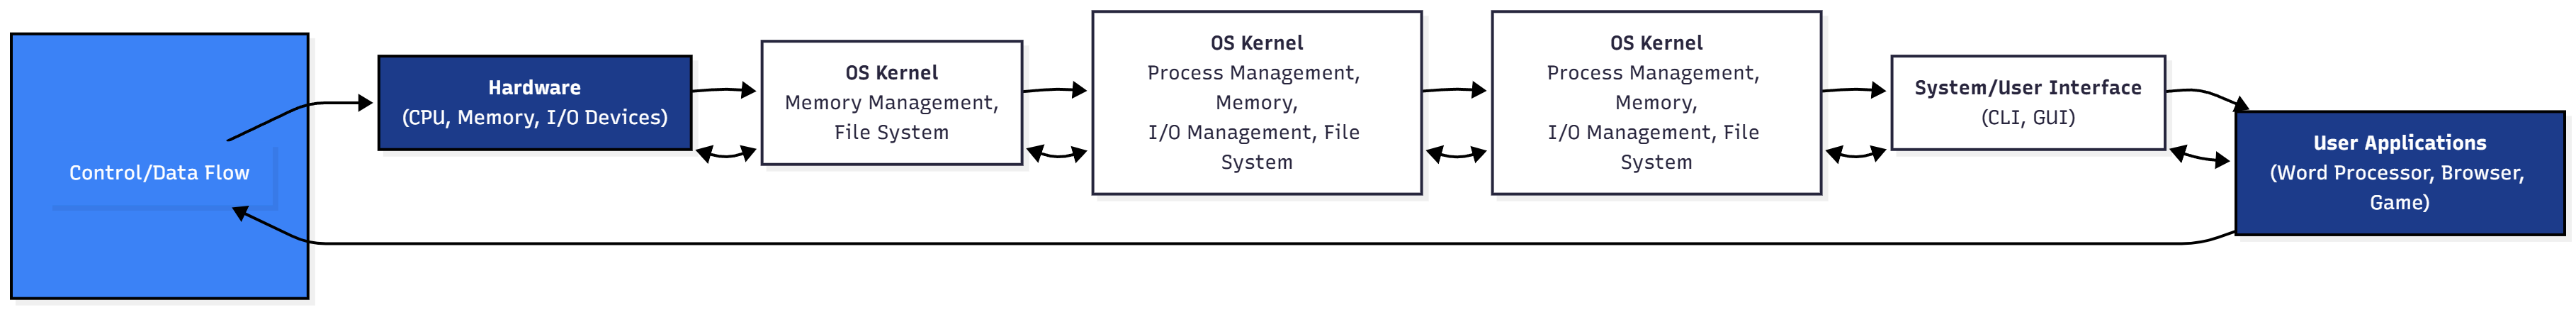 Control/Data Flow
Hardware
(CPU, Memory, I/O Devices)
OS Kernel
Memory Management,
File System
OS Kernel
Process Management,
Memory,
I/O Management, File
System
OS Kernel
Process Management,
Memory,
I/O Management, File
System
System/User Interface
(CLI, GUI)
User Applications
(Word Processor, Browser,
Game)